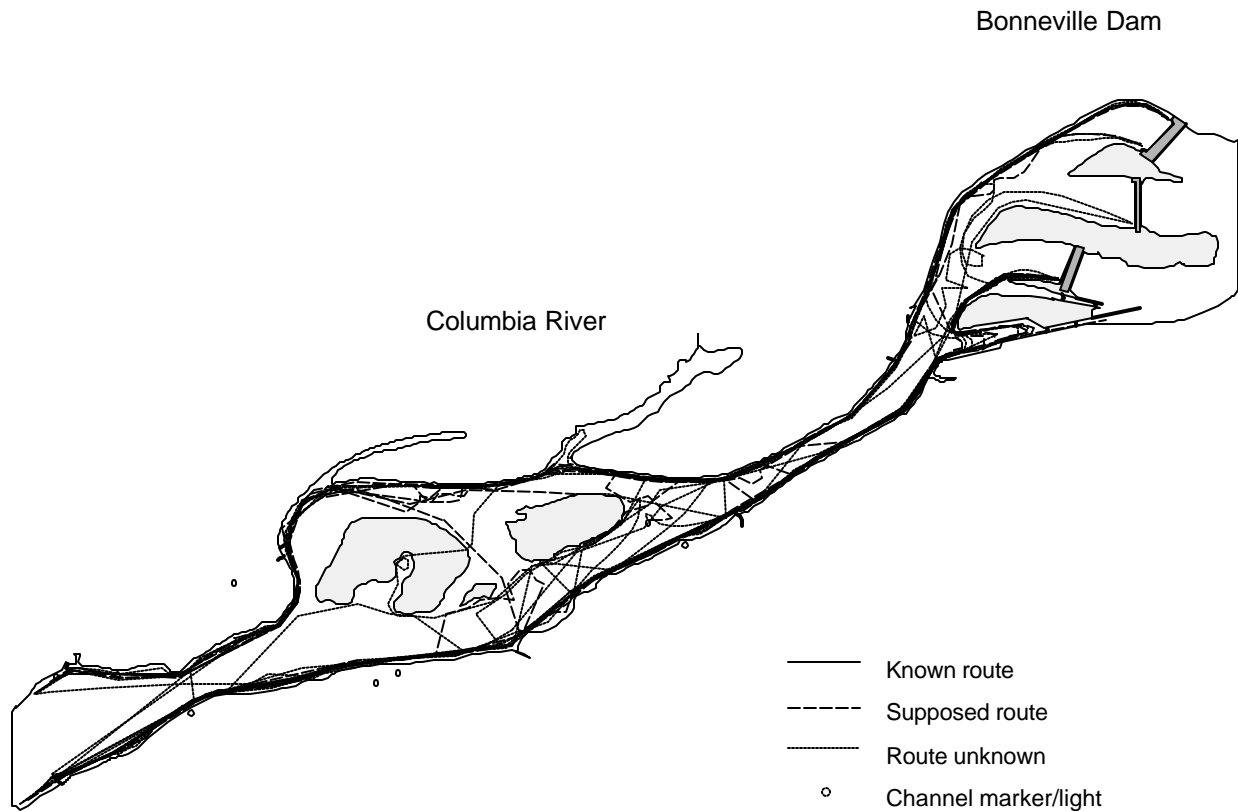 Bonneville Dam
Columbia River
Known route
Supposed route
Route unknown
Channel marker/light